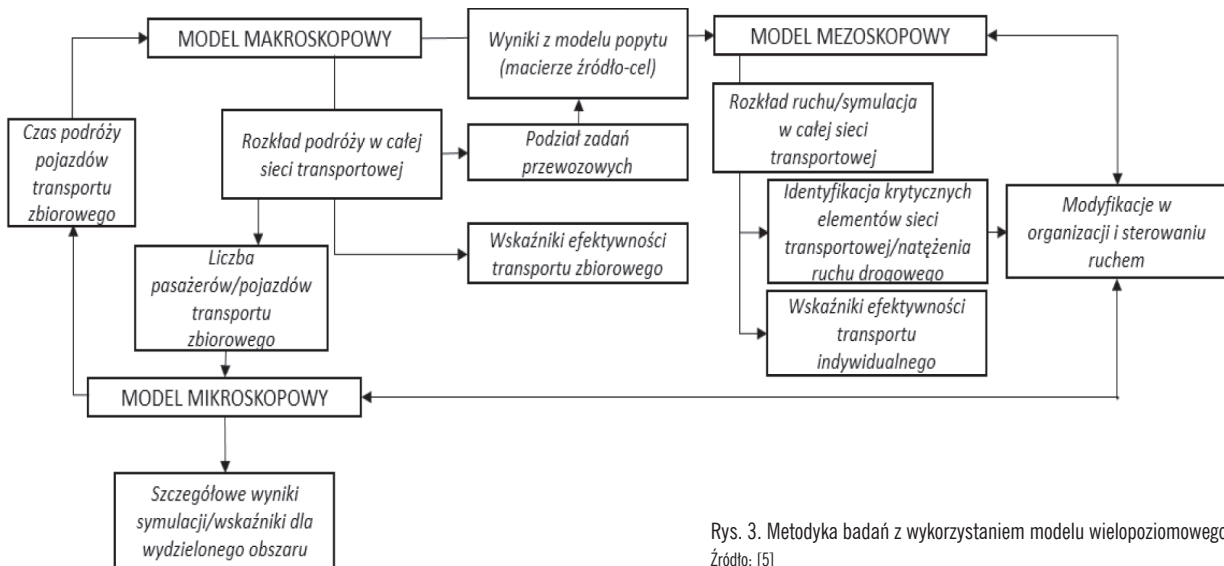 MODEL MAKROSKOPOWY
Wyniki z modelu popytu
(macierze źródło-cel)
MODEL MEZOSKOPOWY
Czas podróży
pojazdów
transportu
zbiorowego
Rozkład podróży w całej
sieci transportowej
Podział zadań
przewozowych
Rozkład ruchu/symulacja
w całej sieci
transportowej
Identyfikacja krytycznych
elementów sieci
transportowej/natężenia
ruchu drogowego
Modyfikacje w
organizacji i sterowaniu
ruchem
Liczba
pasażerów/pojazdów
transportu
zbiorowego
Wskaźniki efektywności
transportu zbiorowego
Wskaźniki efektywności
transportu
indywidualnego
MODEL MIKROSKOPOWY
Szczegółowe wyniki
symulacji/wskaźniki dla
wydzielonego obszaru
Rys. 3. Metodyka badań z wykorzystaniem modelu wielopoziomowego
Źródło: [5]